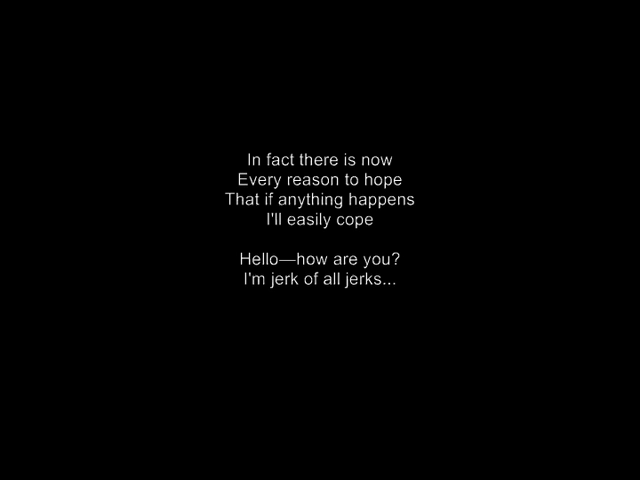 In fact there is now
Every reason to hope
That if anything happens
I'll easily cope
Hello—how are you?
I'm jerk of all jerks...